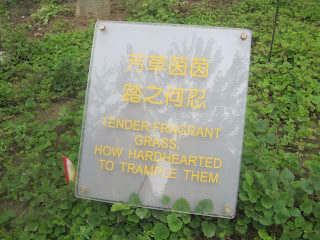 芳草茵茵
踏之何忍
TENDER FRAGRANT
GRASS.
HOW HARDHEARTED
TO TRAMPLE THEM.